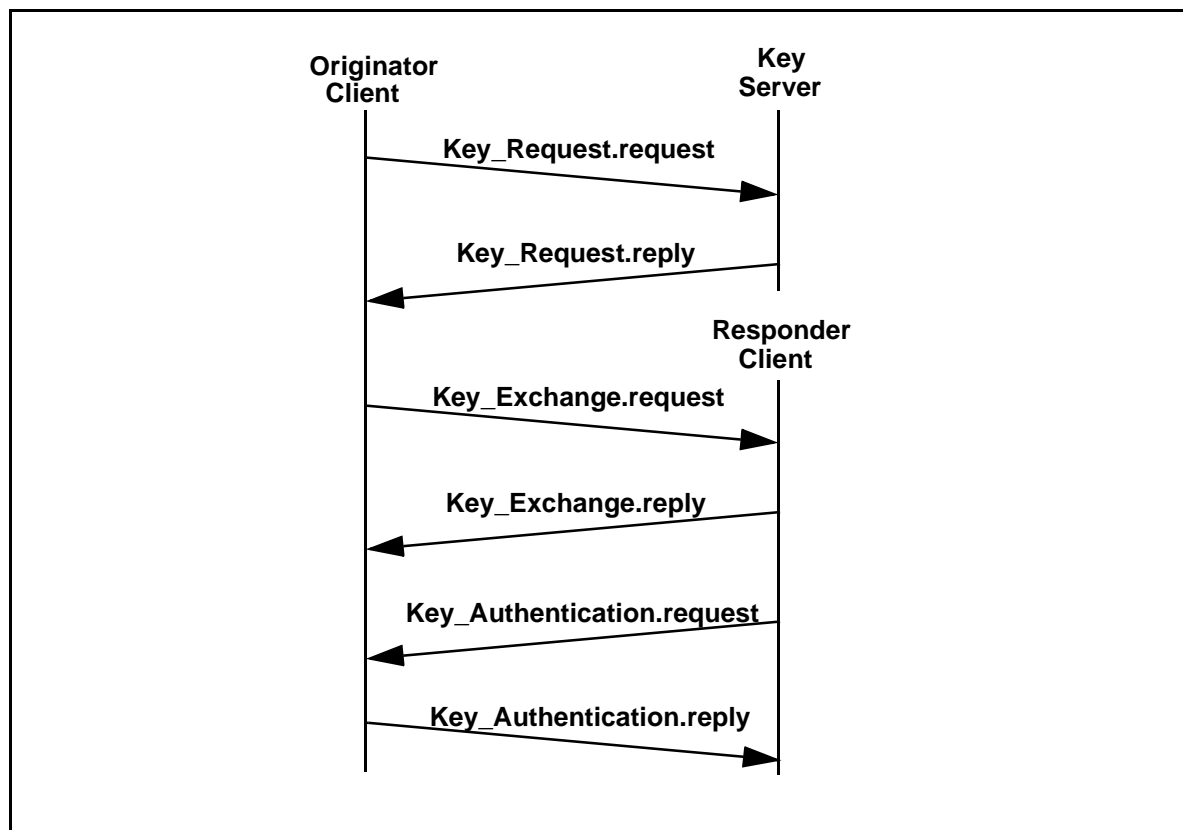 Originator
Client
Key
Server
Key_Request.request
Key_Request.reply
Responder
Client
Key_Exchange.request
Key_Exchange.reply
Key_Authentication.request
Key_Authentication.reply